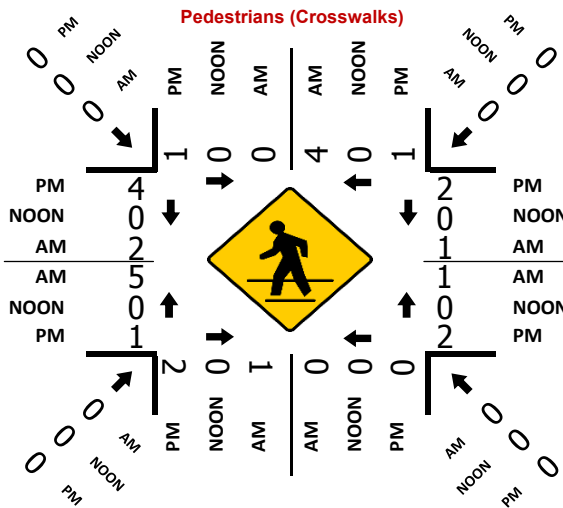 Pedestrians (Crosswalks)
0 PM
0 NOON
0 AM
PM NOON AM AM NOON PM
PM 0
NOON 0
AM 0
1 0 0 4 0 1
PM 4 2 PM
NOON 0 0 NOON
AM 2 1 AM
AM 5 1 AM
NOON 0 0 NOON
PM 1 2 PM
2 0 1 0 0 0
PM NOON AM AM NOON PM
0 AM
0 NOON
0 PM
AM 0
NOON 0
PM 0